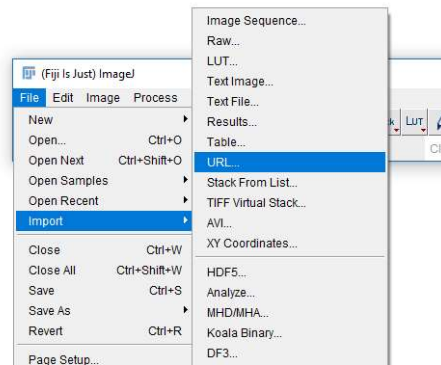 (Fiji Is Just) ImageJ
File Edit Image Process
New
Open... Ctrl+O
Open Next Ctrl+Shift+O
Open Samples
Open Recent
Import
Close Ctrl+W
Close All Ctrl+Shift+W
Save Ctrl+S
Save As
Revert Ctrl+R
Page Setup...
Image Sequence...
Raw...
LUT...
Text Image...
Text File...
Results...
Table...
URL...
Stack From List...
TIFF Virtual Stack...
AVI...
XY Coordinates...
HDF5...
Analyze...
MHD/MHA...
Koala Binary...
DF3...
LUT